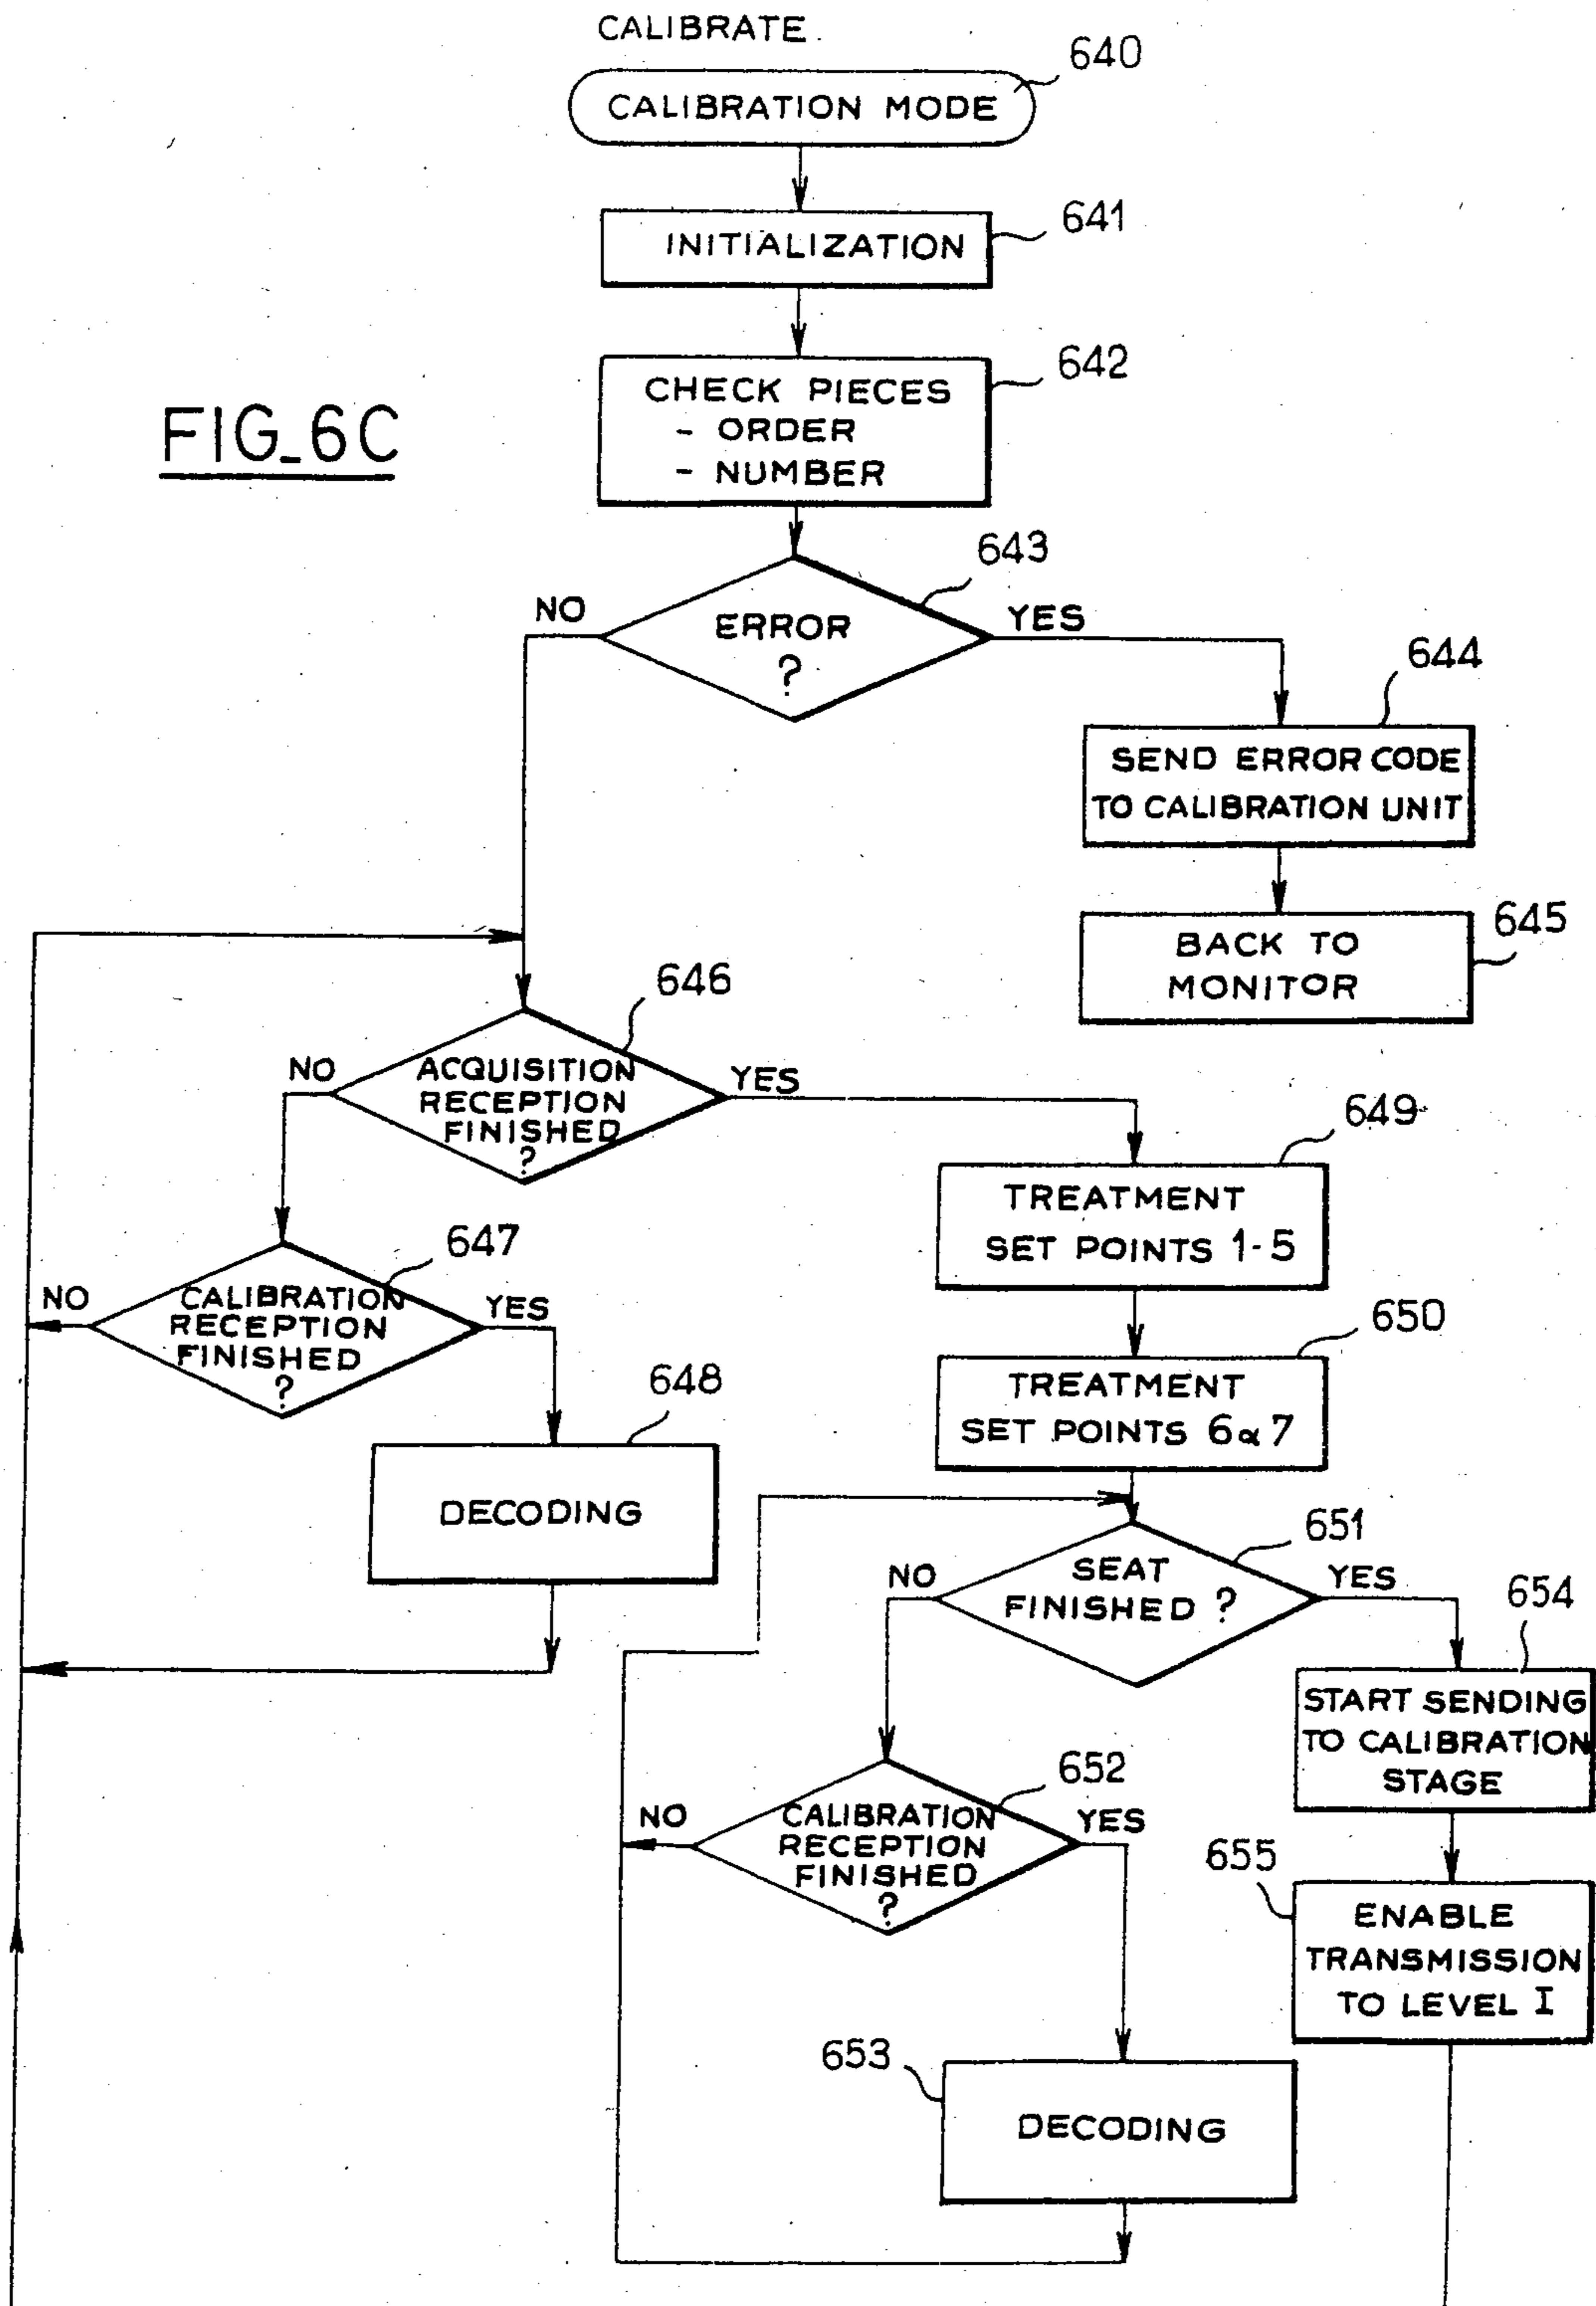 CALIBRATE.
640
CALIBRATION MODE
641
INITIALIZATION
642
CHECK PIECES
- ORDER
- NUMBER
FIG_6C
643
NO
YES
ERROR
?
644
SEND ERROR CODE
TO CALIBRATION UNIT
645
BACK TO
MONITOR
646
NO
YES
ACQUISITION
RECEPTION
FINISHED
?
649
TREATMENT
SET POINTS 1-5
647
NO
YES
CALIBRATION
RECEPTION
FINISHED
?
650
TREATMENT
SET POINTS 6 & 7
648
DECODING
651
NO
YES
SEAT
FINISHED ?
654
START SENDING
TO CALIBRATION
STAGE
652
NO
YES
CALIBRATION
RECEPTION
FINISHED
?
655
ENABLE
TRANSMISSION
TO LEVEL I
653
DECODING